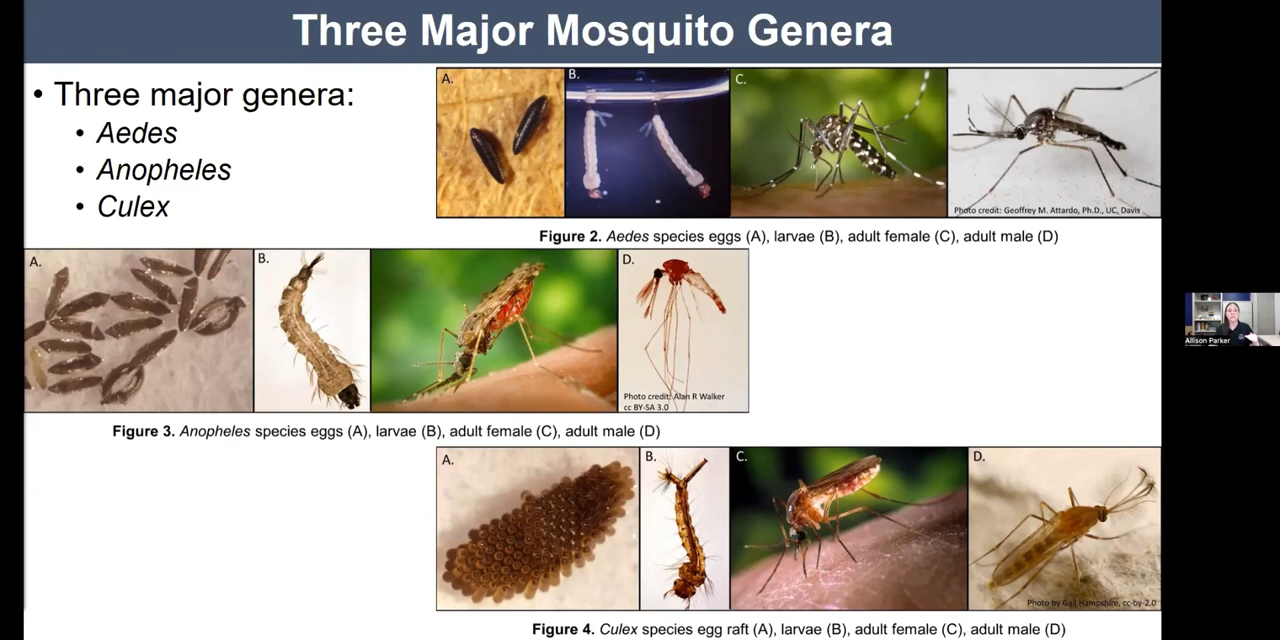 Three Major Mosquito Genera
• Three major genera:
• Aedes
• Anopheles
• Culex
A.
B.
C.
Photo credit: Geoffrey M. Attardo, Ph.D., UC, Davis
Figure 2. Aedes species eggs (A), larvae (B), adult female (C), adult male (D)
A.
B.
D.
Photo credit: Alan R Walker
cc BY-SA 3.0
Allison Parker
Figure 3. Anopheles species eggs (A), larvae (B), adult female (C), adult male (D)
A.
B.
C.
D.
Photo by Gail Hampshire, cc-by-2.0
Figure 4. Culex species egg raft (A), larvae (B), adult female (C), adult male (D)